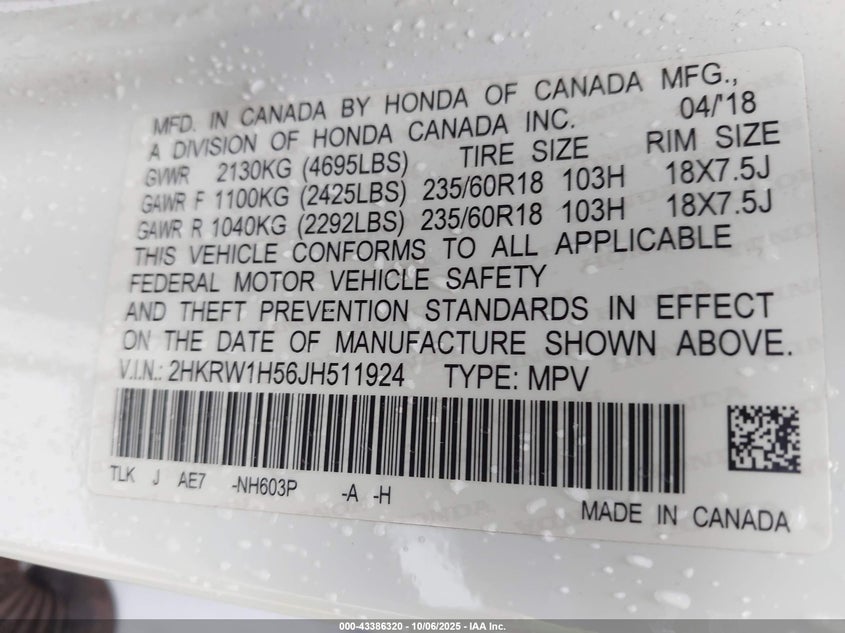 MFD. IN CANADA BY HONDA OF CANADA MFG.,
A DIVISION OF HONDA CANADA INC. 04/'18
GVWR 2130KG (4695LBS) TIRE SIZE RIM SIZE
GAWR F 1100KG (2425LBS) 235/60R18 103H 18X7.5J
GAWR R 1040KG (2292LBS) 235/60R18 103H 18X7.5J
THIS VEHICLE CONFORMS TO ALL APPLICABLE
FEDERAL MOTOR VEHICLE SAFETY
AND THEFT PREVENTION STANDARDS IN EFFECT
ON THE DATE OF MANUFACTURE SHOWN ABOVE.
V.I.N.: 2HKRW1H56JH511924 TYPE: MPV
TLK J AE7 -NH603P -A -H
MADE IN CANADA
000-43386320 - 10/06/2025 - IAA Inc.